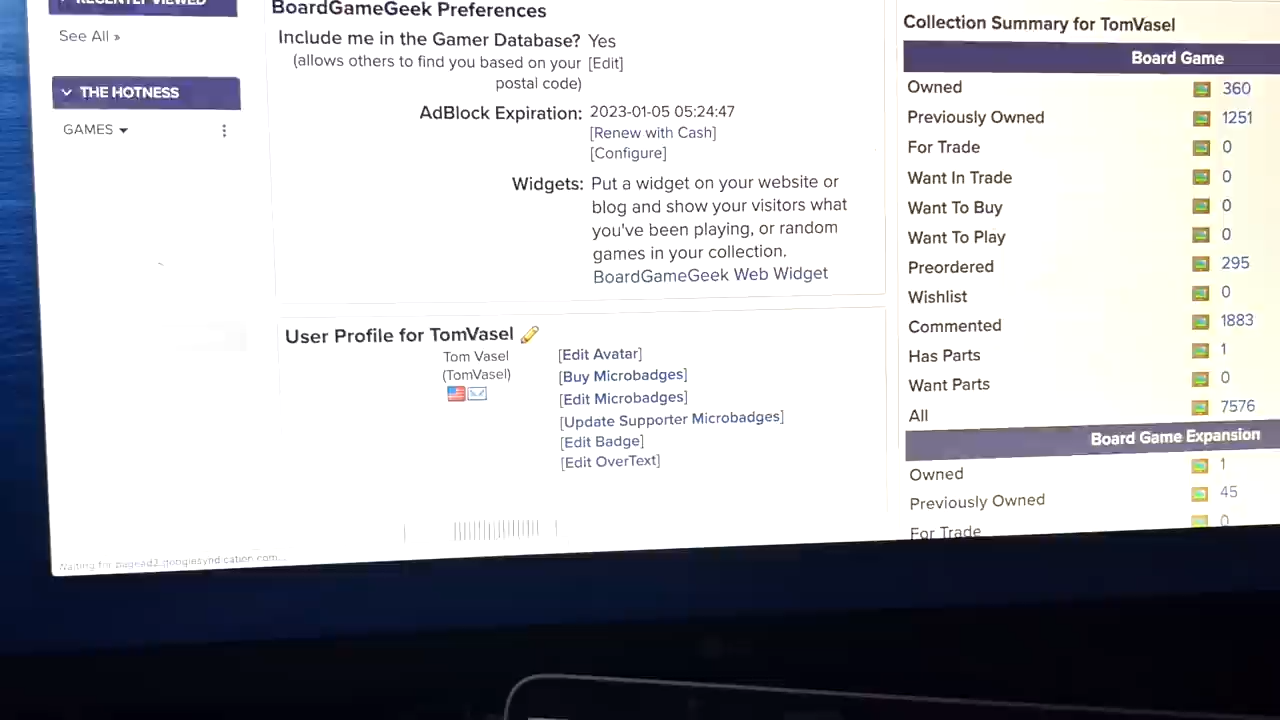 RECENTLY VIEWED
See All »
THE HOTNESS
GAMES
BoardGameGeek Preferences
Include me in the Gamer Database? Yes
(allows others to find you based on your [Edit]
postal code)
AdBlock Expiration: 2023-01-05 05:24:47
[Renew with Cash]
[Configure]
Widgets: Put a widget on your website or
blog and show your visitors what
you've been playing, or random
games in your collection.
BoardGameGeek Web Widget
User Profile for TomVasel
Tom Vasel
(TomVasel)
[Edit Avatar]
[Buy Microbadges]
[Edit Microbadges]
[Update Supporter Microbadges]
[Edit Badge]
[Edit OverText]
Collection Summary for TomVasel
Board Game
Owned 360
Previously Owned 1251
For Trade 0
Want In Trade 0
Want To Buy 0
Want To Play 0
Preordered 295
Wishlist 0
Commented 1883
Has Parts 1
Want Parts 0
All 7576
Board Game Expansion
Owned 1
Previously Owned 45
For Trade 0
Waiting for